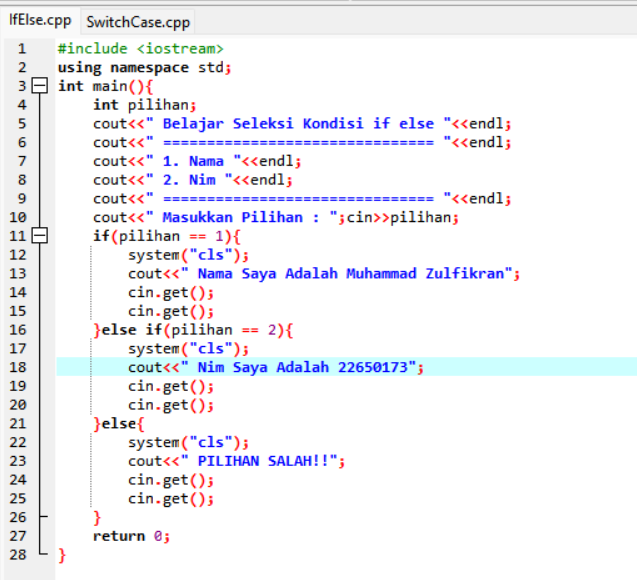 IfElse.cpp SwitchCase.cpp
1 #include <iostream>
2 using namespace std;
3 int main(){
4 int pilihan;
5 cout<<" Belajar Seleksi Kondisi if else "<<endl;
6 cout<<" =============================== "<<endl;
7 cout<<" 1. Nama "<<endl;
8 cout<<" 2. Nim "<<endl;
9 cout<<" =============================== "<<endl;
10 cout<<" Masukkan Pilihan : ";cin>>pilihan;
11 if(pilihan == 1){
12 system("cls");
13 cout<<" Nama Saya Adalah Muhammad Zulfikran";
14 cin.get();
15 cin.get();
16 }else if(pilihan == 2){
17 system("cls");
18 cout<<" Nim Saya Adalah 22650173";
19 cin.get();
20 cin.get();
21 }else{
22 system("cls");
23 cout<<" PILIHAN SALAH!!";
24 cin.get();
25 cin.get();
26 }
27 return 0;
28 }